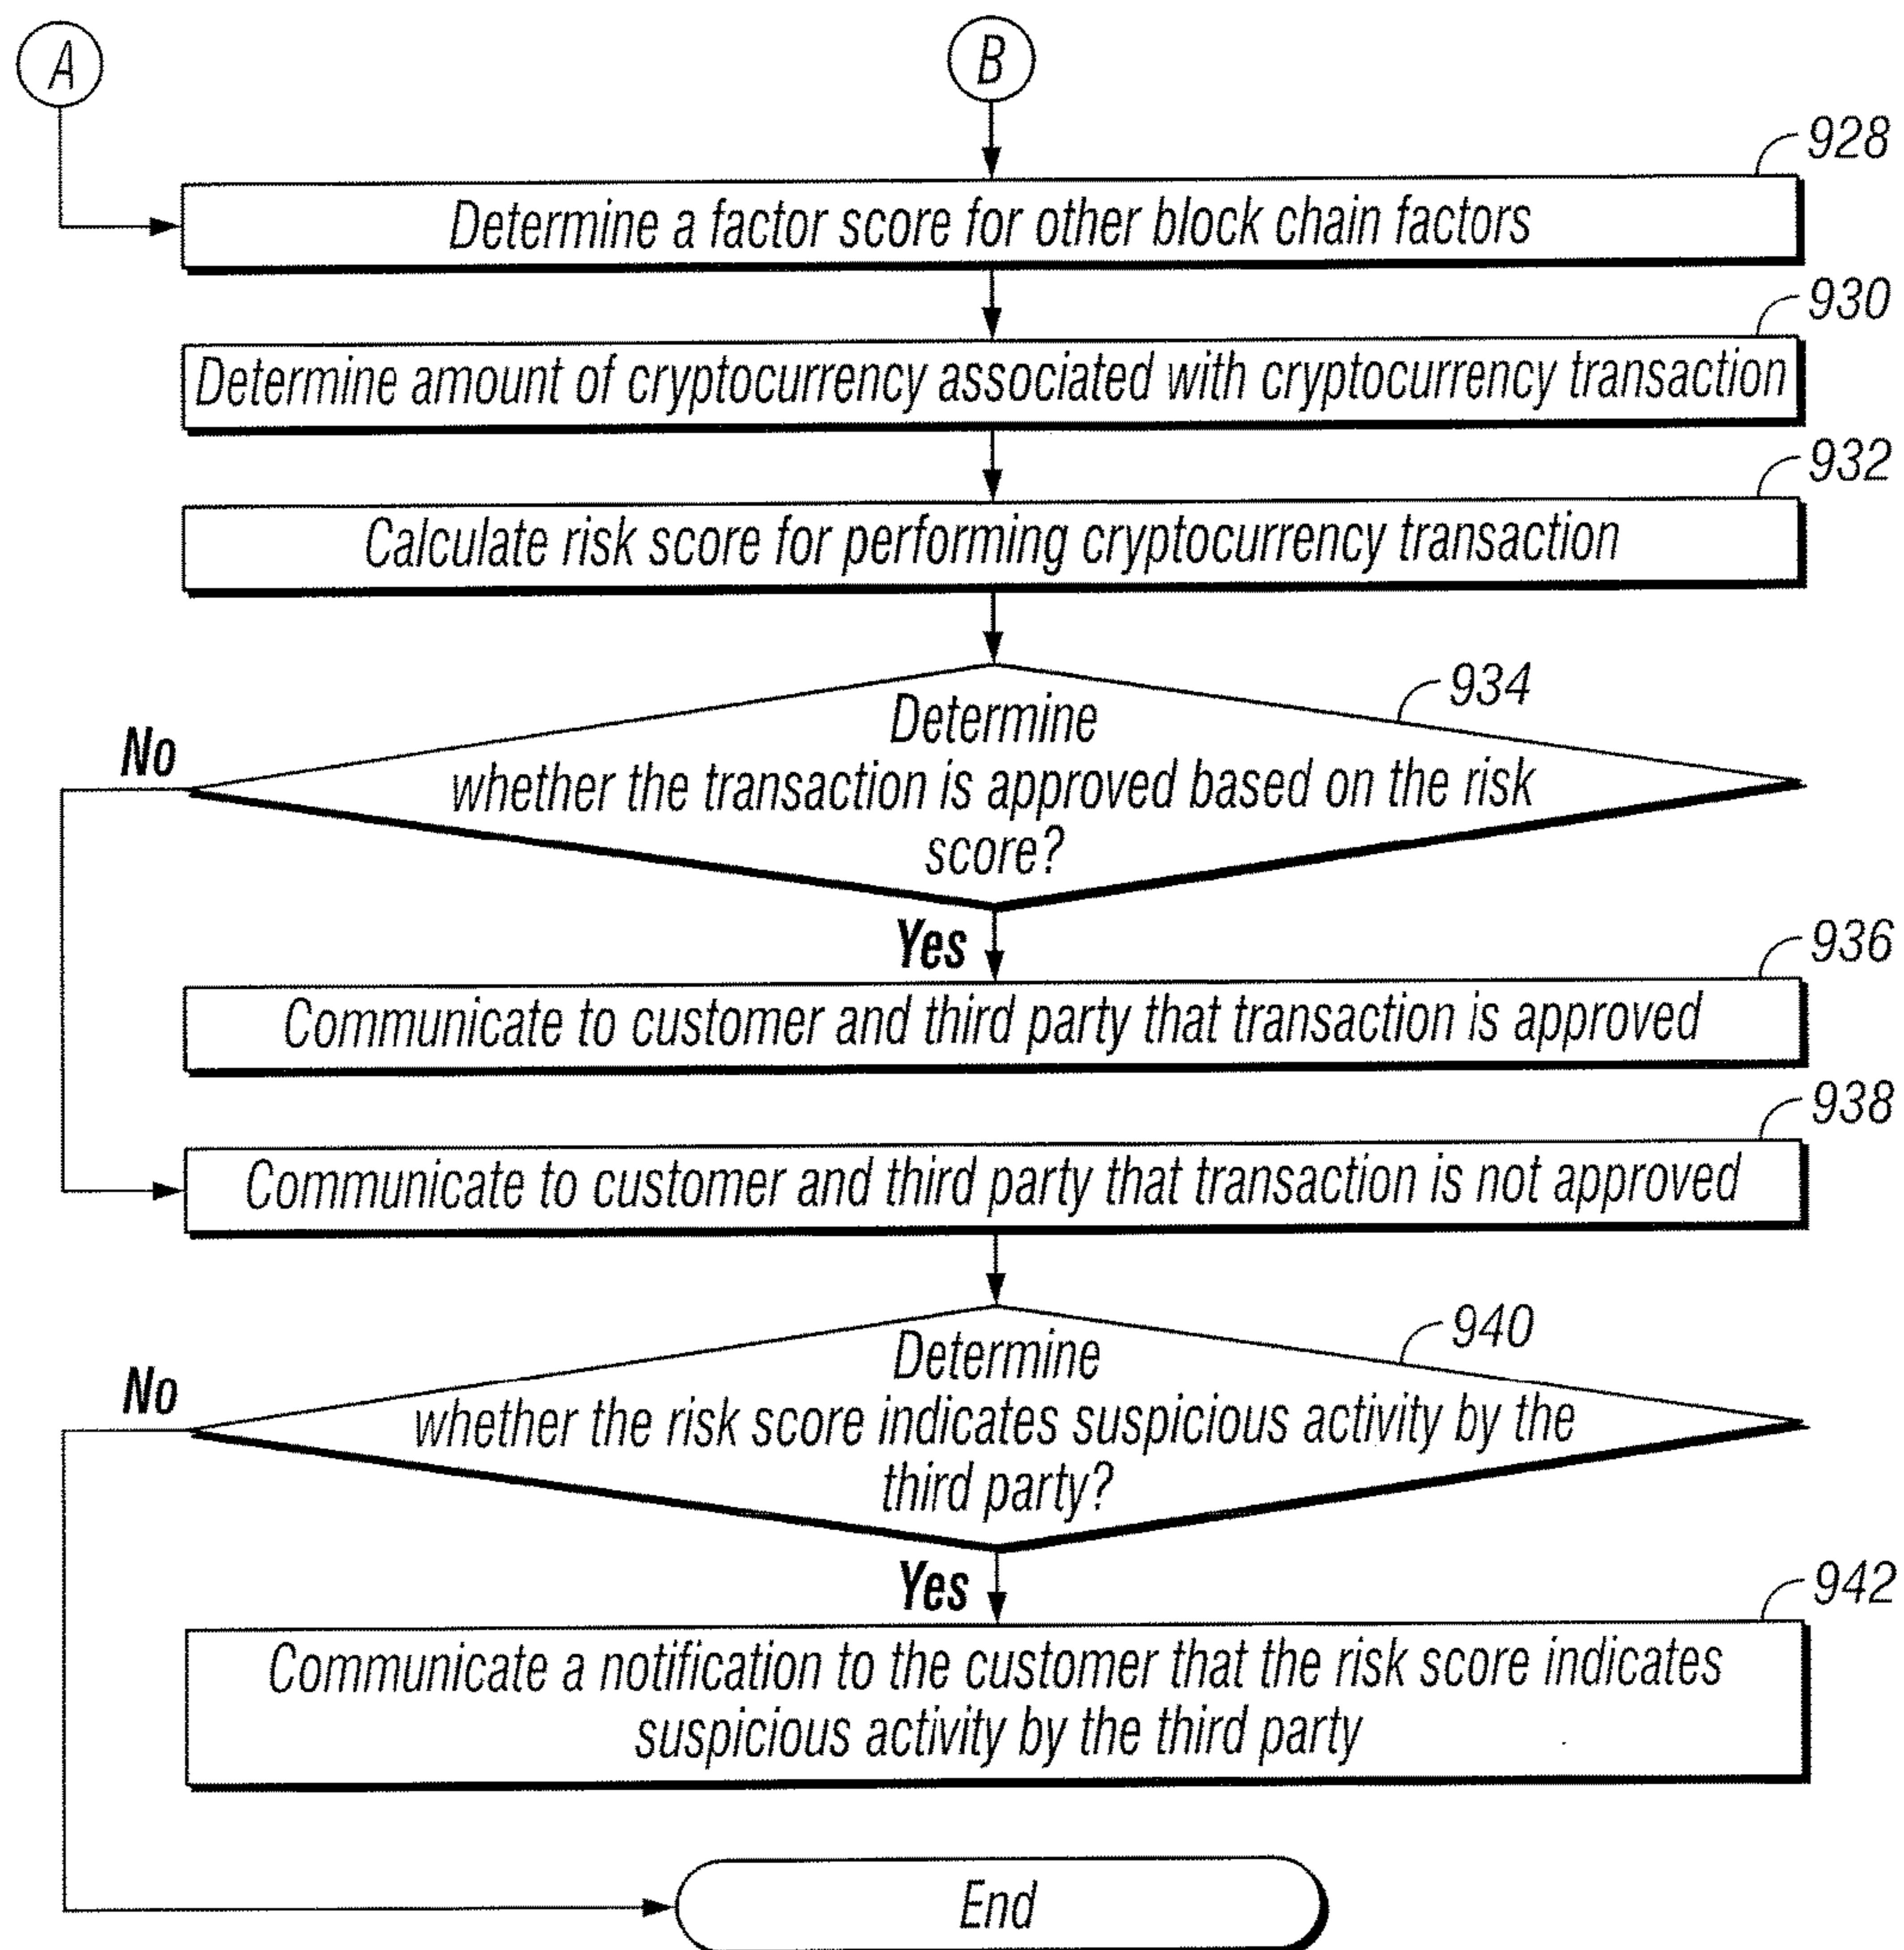 A
B
928
Determine a factor score for other block chain factors
930
Determine amount of cryptocurrency associated with cryptocurrency transaction
932
Calculate risk score for performing cryptocurrency transaction
934
Determine
whether the transaction is approved based on the risk
score?
No
Yes
936
Communicate to customer and third party that transaction is approved
938
Communicate to customer and third party that transaction is not approved
940
Determine
whether the risk score indicates suspicious activity by the
third party?
No
Yes
942
Communicate a notification to the customer that the risk score indicates
suspicious activity by the third party
End